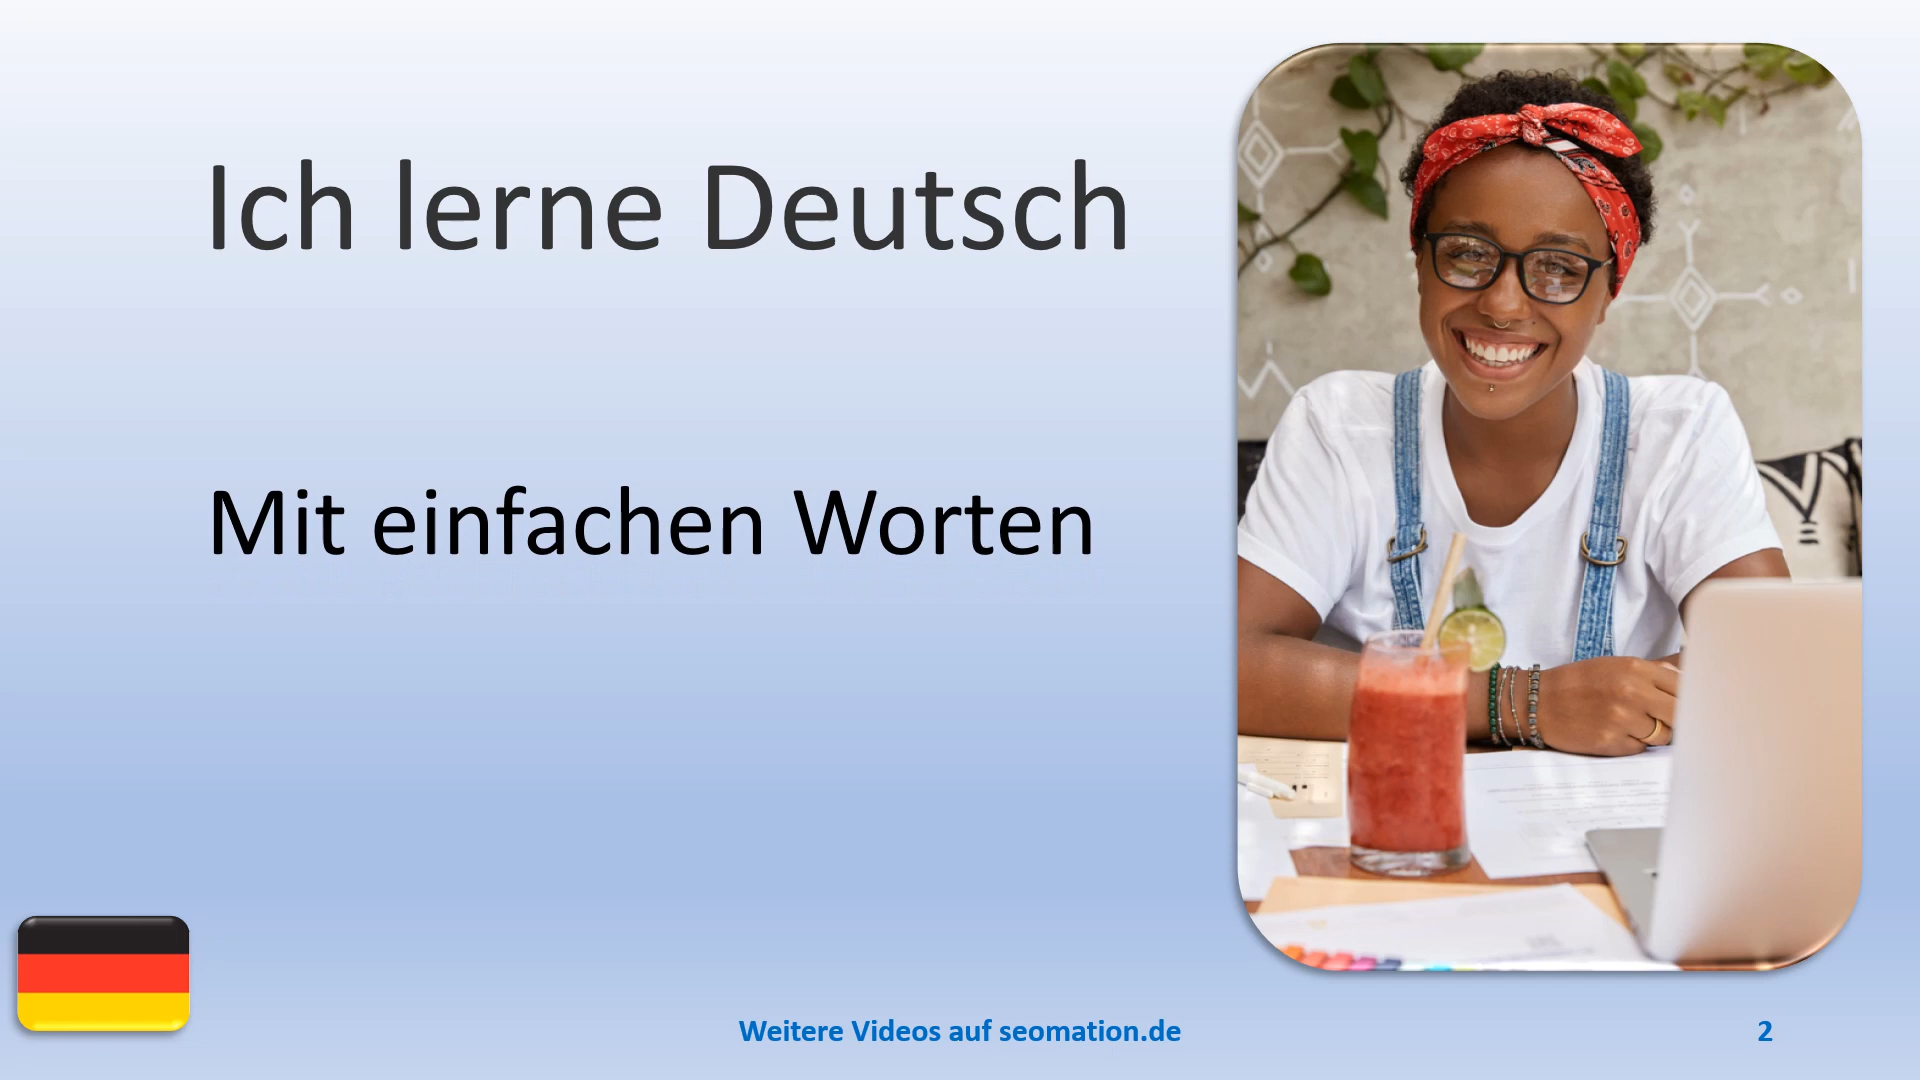 Ich lerne Deutsch
Mit einfachen Worten
Weitere Videos auf seomation.de
2